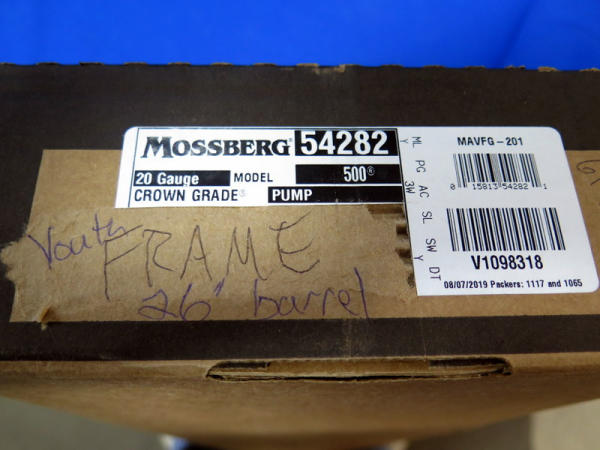 MOSSBERG 54282
20 Gauge MODEL 500®
CROWN GRADE® PUMP
ML PG AC SL SW DT
Y 3W Y
MAVFG-201
0 15813 54282 1
V1098318
08/07/2019 Packers: 1117 and 1065
Youth FRAME
26" barrel